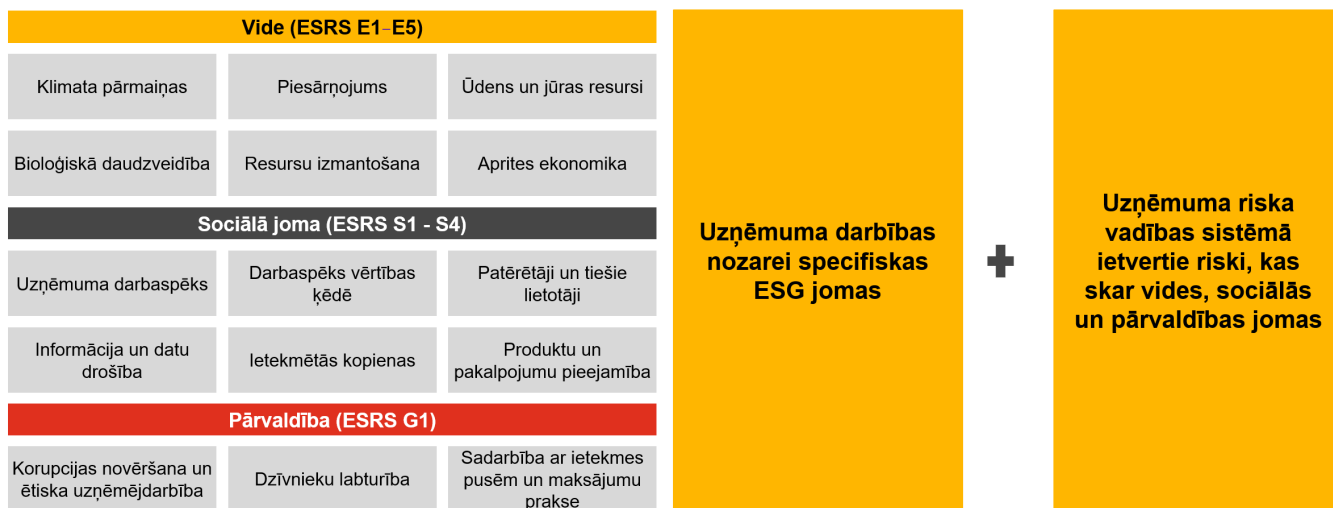 Vide (ESRS E1–E5)
Klimata pārmaiņas
Piesārņojums
Ūdens un jūras resursi
Bioloģiskā daudzveidība
Resursu izmantošana
Aprites ekonomika
Sociālā joma (ESRS S1 - S4)
Uzņēmuma darbaspēks
Darbaspēks vērtības
ķēdē
Patērētāji un tiešie
lietotāji
Informācija un datu
drošība
Ietekmētās kopienas
Produktu un
pakalpojumu pieejamība
Pārvaldība (ESRS G1)
Korupcijas novēršana un
ētiska uzņēmējdarbība
Dzīvnieku labturība
Sadarbība ar ietekmes
pusēm un maksājumu
prakse
Uzņēmuma darbības
nozarei specifiskas
ESG jomas
Uzņēmuma riska
vadības sistēmā
ietvertie riski, kas
skar vides, sociālās
un pārvaldības jomas